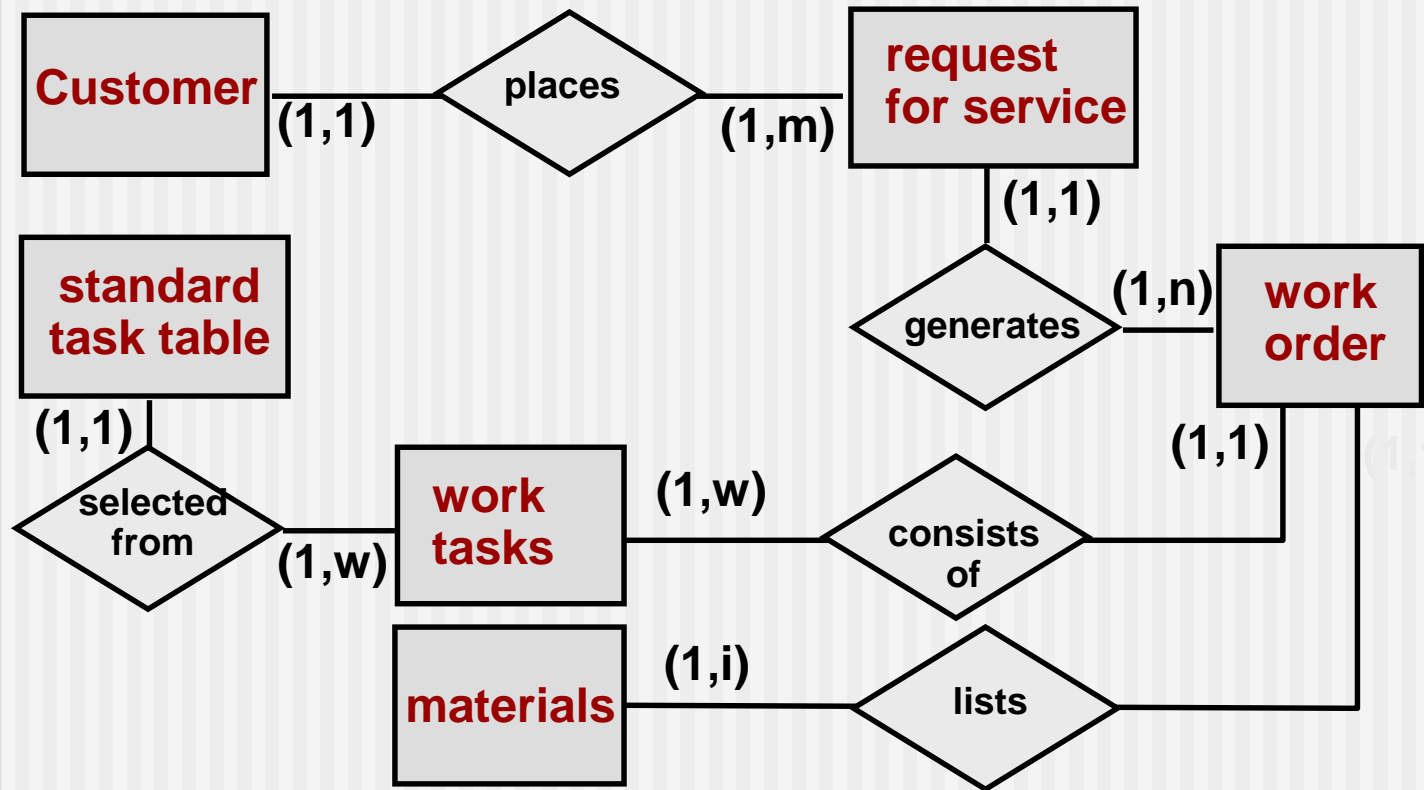 Customer
(1,1)
places
(1,m)
request
for service
(1,1)
standard
task table
generates
(1,n)
work
order
(1,1)
(1,1)
selected
from
(1,w)
work
tasks
(1,w)
consists
of
materials
(1,i)
lists